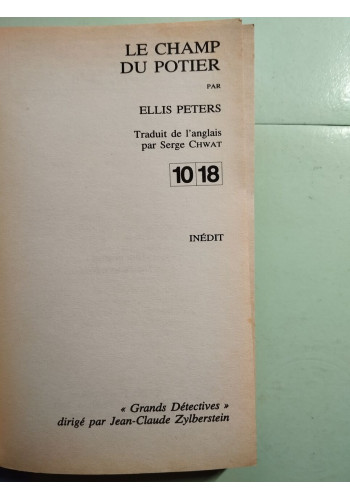 LE CHAMP
DU POTIER
PAR
ELLIS PETERS
Traduit de l'anglais
par Serge CHWAT
10 18
INÉDIT
« Grands Détectives »
dirigé par Jean-Claude Zylberstein